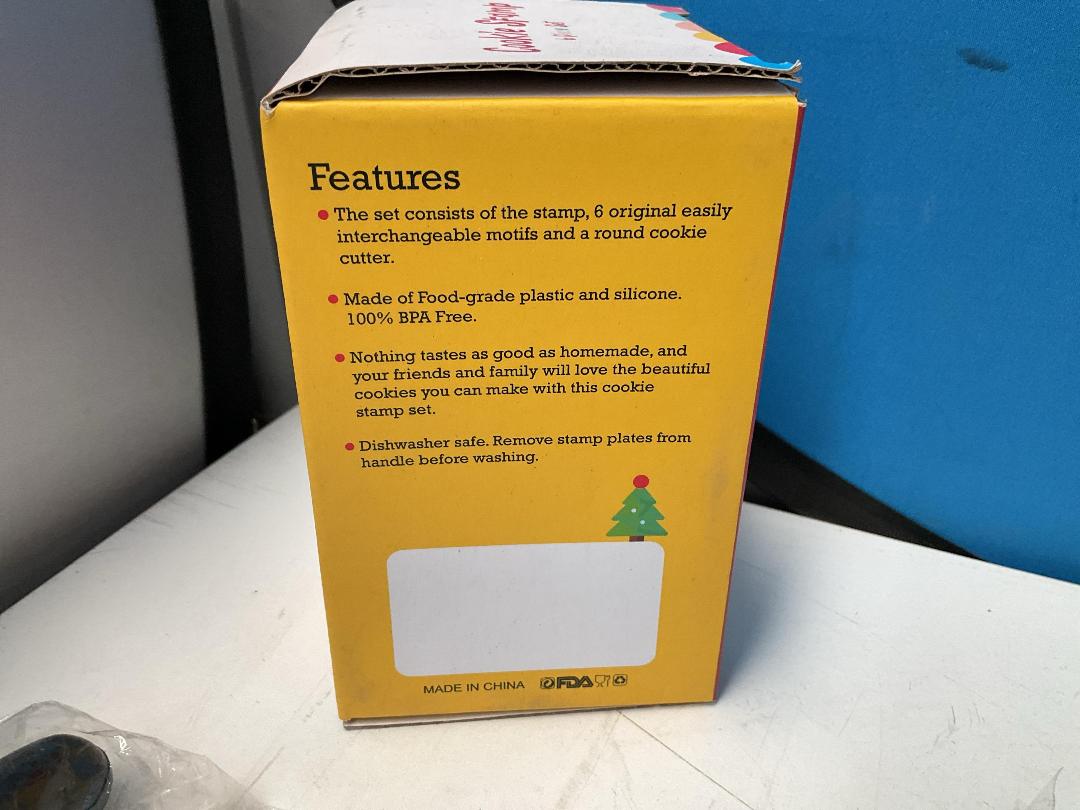 Cookie Stamp
Features
The set consists of the stamp, 6 original easily
interchangeable motifs and a round cookie
cutter.
Made of Food-grade plastic and silicone.
100% BPA Free.
Nothing tastes as good as homemade, and
your friends and family will love the beautiful
cookies you can make with this cookie
stamp set.
Dishwasher safe. Remove stamp plates from
handle before washing.
MADE IN CHINA FDA